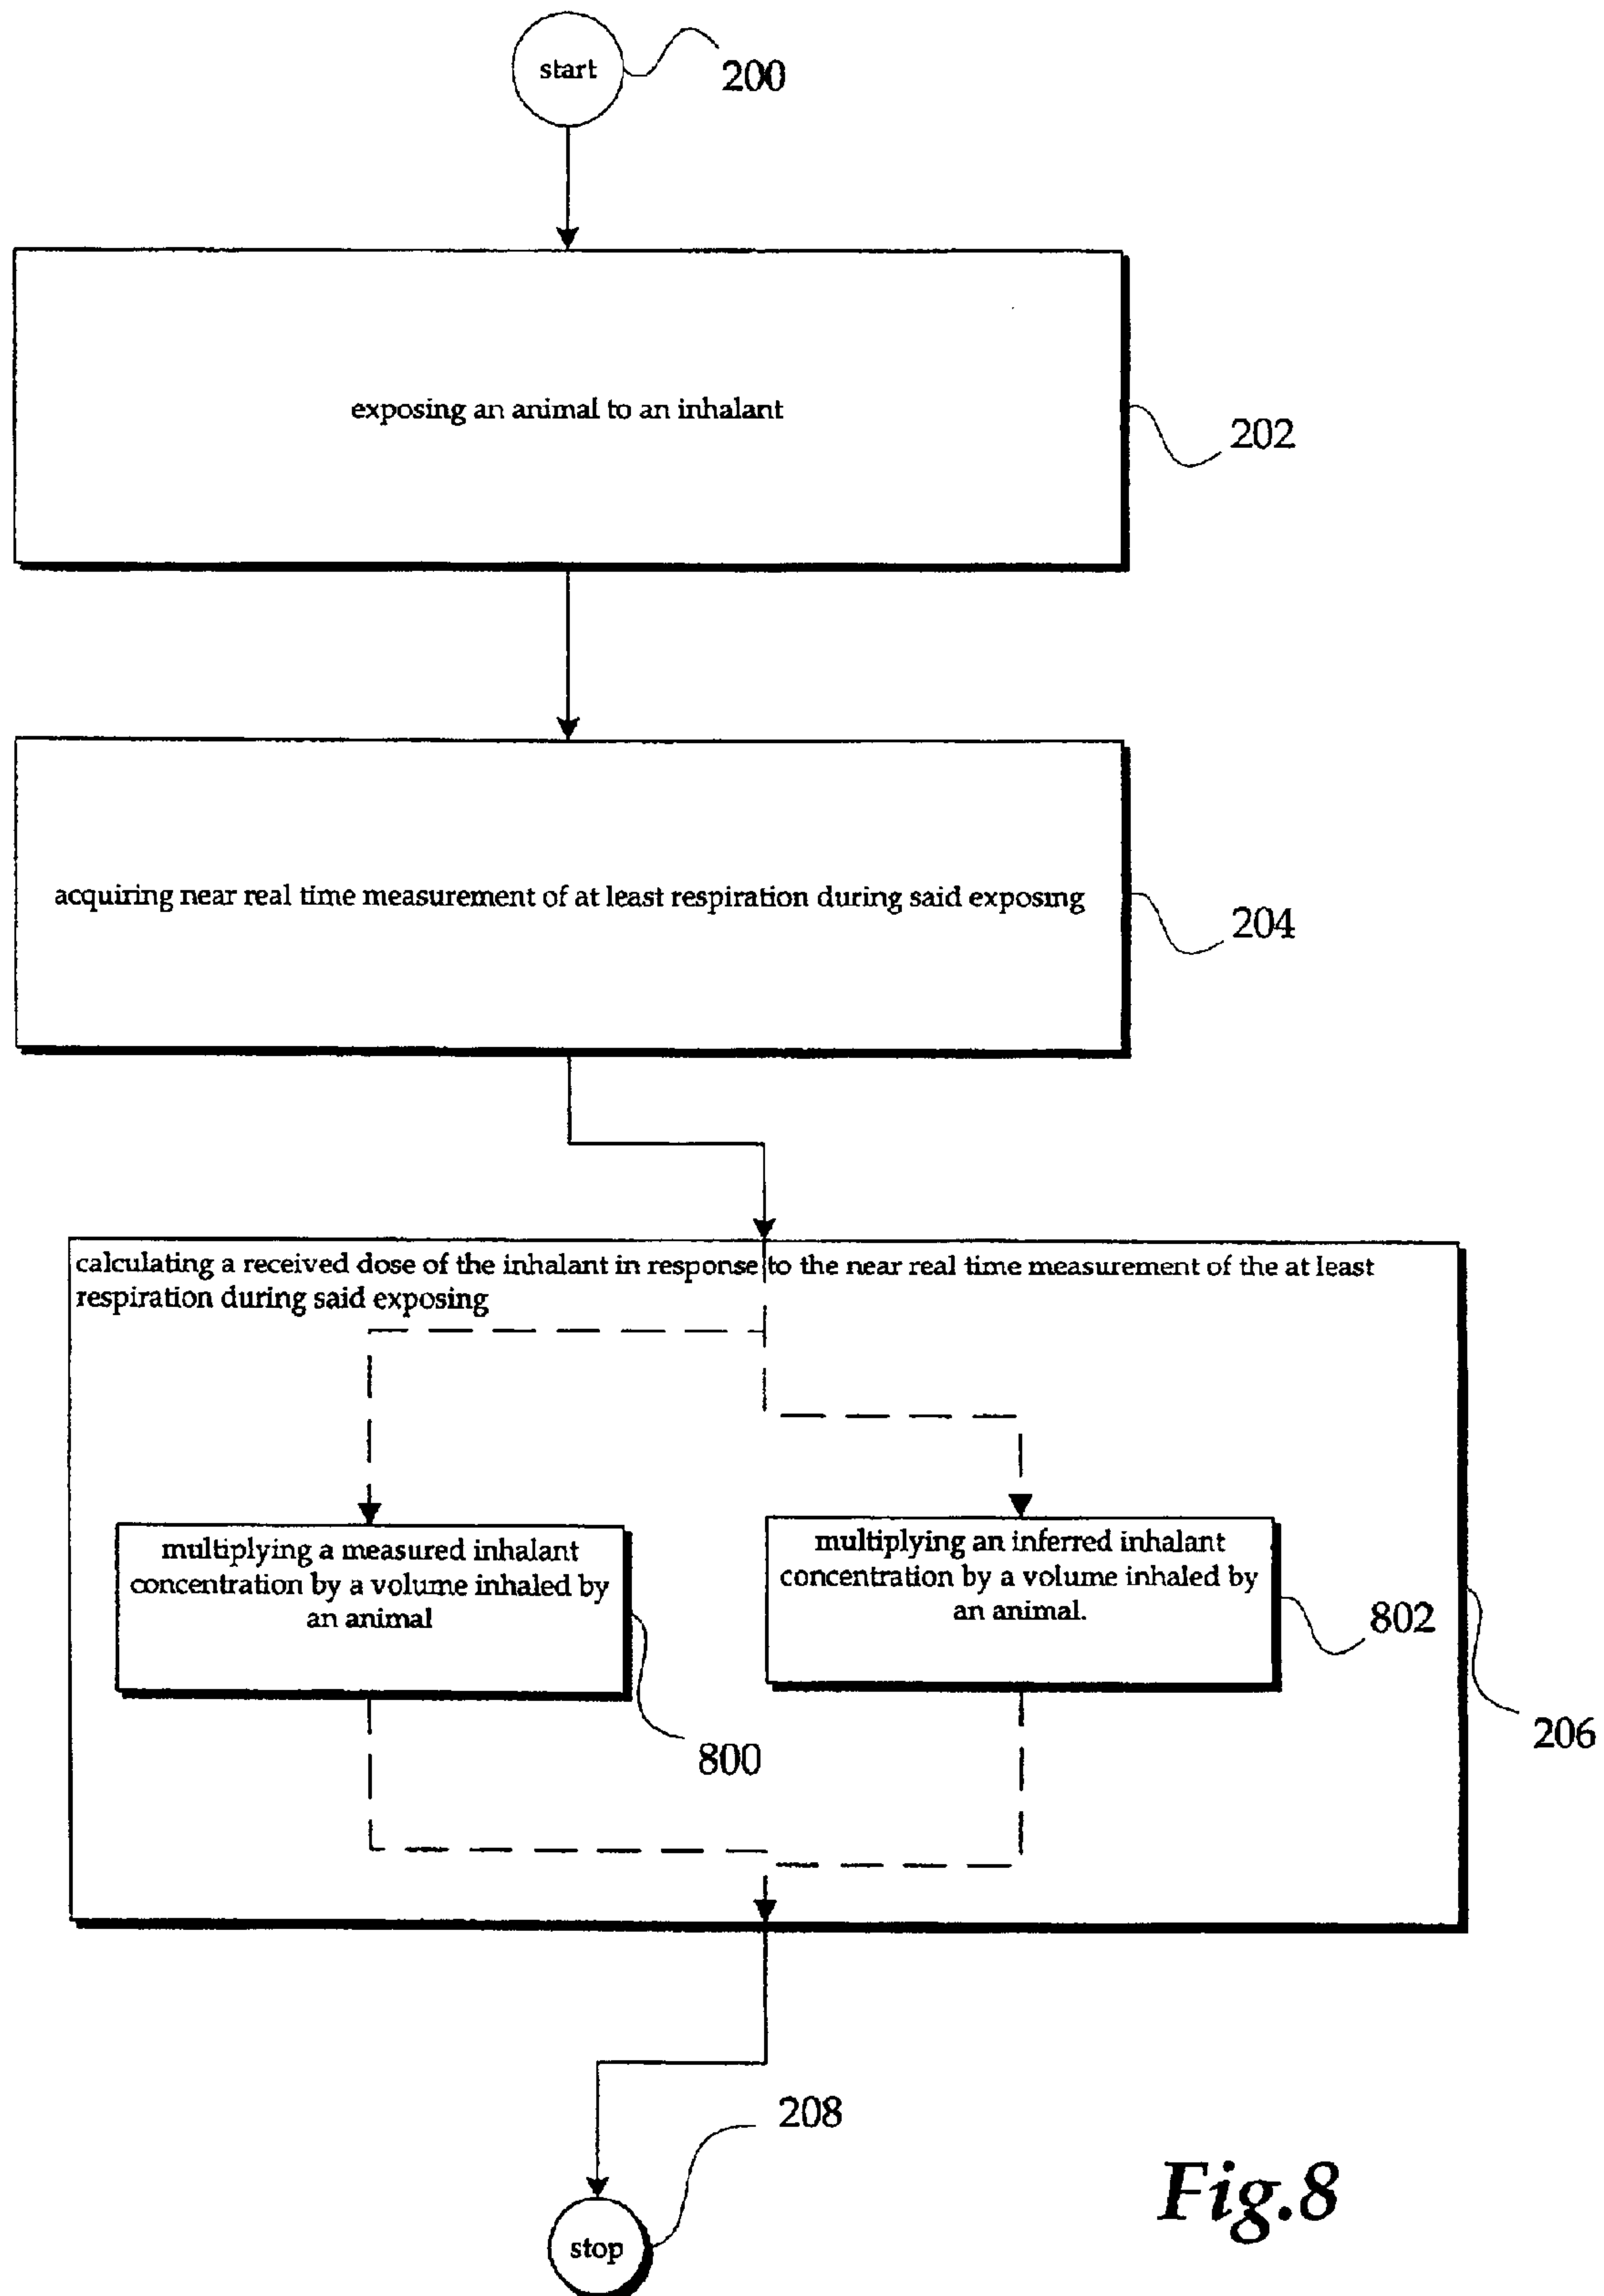 start
200
exposing an animal to an inhalant
202
acquiring near real time measurement of at least respiration during said exposing
204
calculating a received dose of the inhalant in response to the near real time measurement of the at least
respiration during said exposing
multiplying a measured inhalant
concentration by a volume inhaled by
an animal
800
multiplying an inferred inhalant
concentration by a volume inhaled by
an animal.
802
206
208
stop
Fig.8